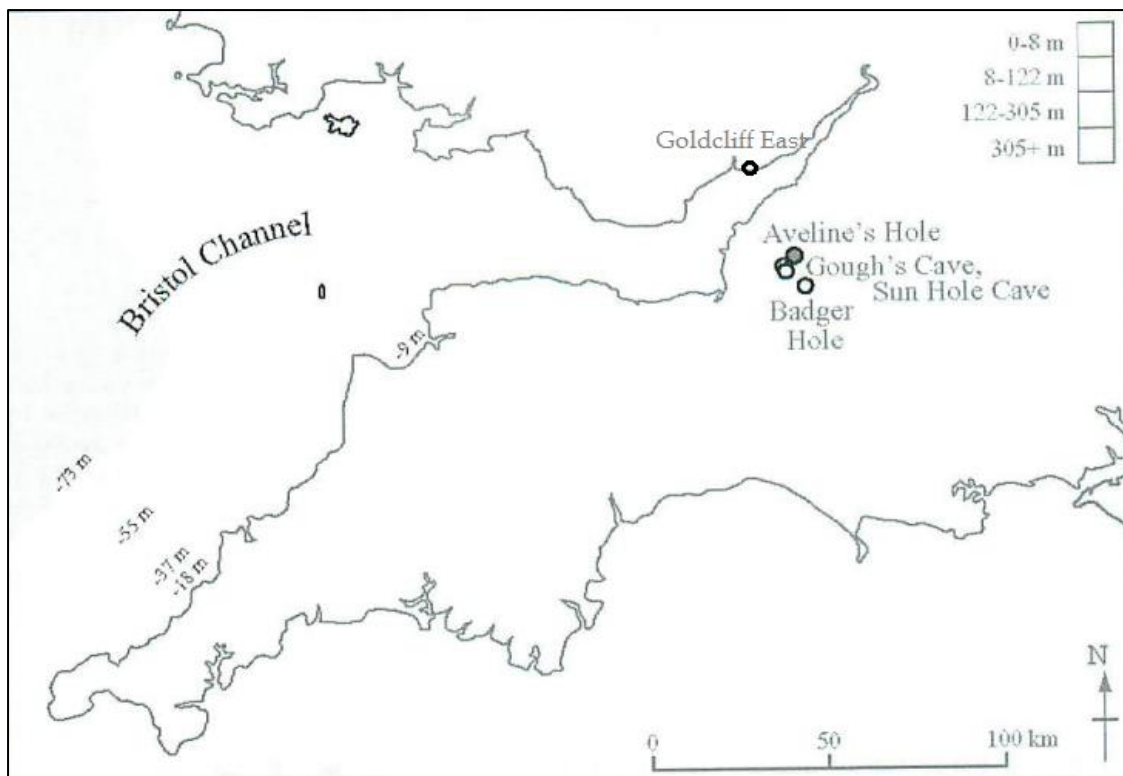 0-8 m
8-122 m
122-305 m
305+ m
Goldcliff East
Aveline's Hole
Gough's Cave,
Sun Hole Cave
Badger
Hole
Bristol Channel
-9 m
-73 m
-55 m
-37 m
-18 m
N
0 50 100 km